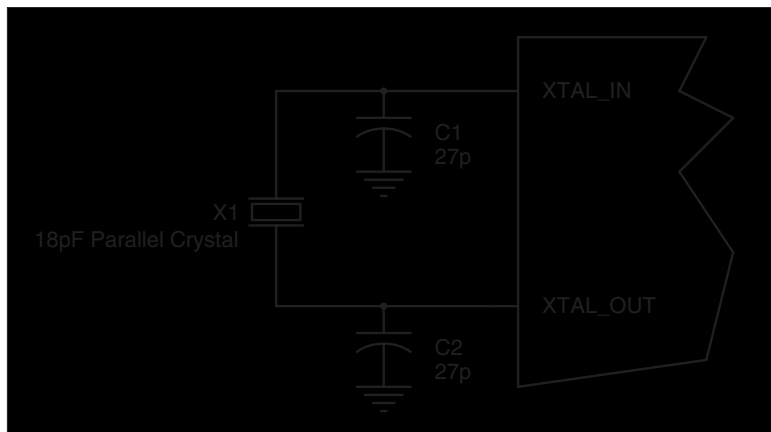 XTAL_IN
C1
27p
X1
18pF Parallel Crystal
XTAL_OUT
C2
27p